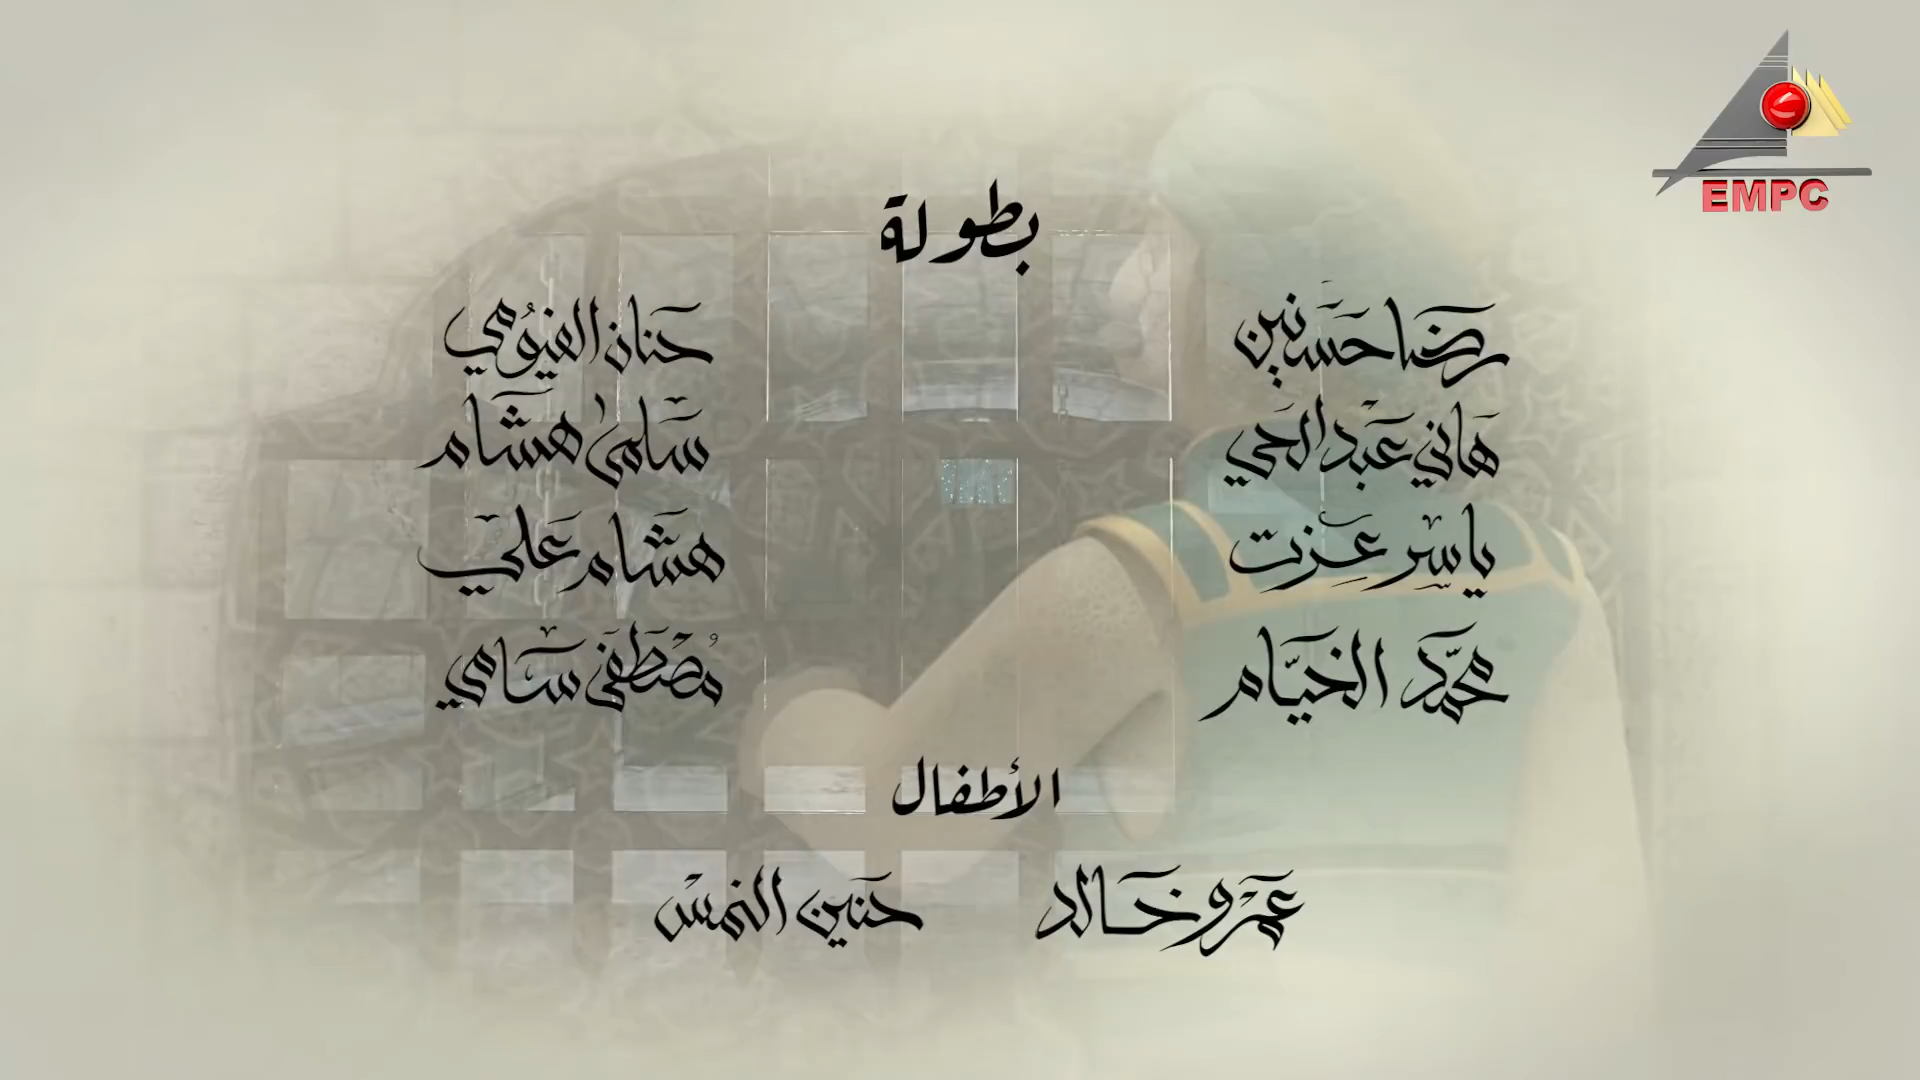 EMPC
بطولة
رضا حسنين حنان الفيومي
هاني عبد الحي سلمى هشام
ياسر عزت هشام علي
محمد الخيام مصطفى سامي
الأطفال
عمرو خالد حنين النمس